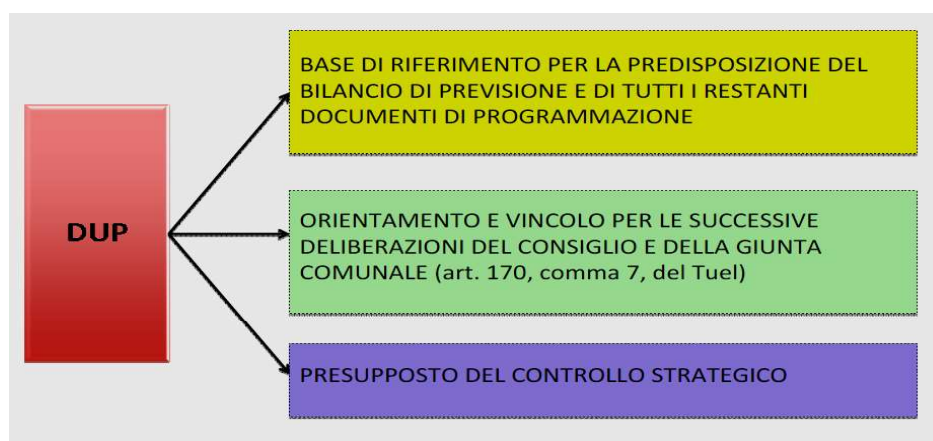 DUP
BASE DI RIFERIMENTO PER LA PREDISPOSIZIONE DEL
BILANCIO DI PREVISIONE E DI TUTTI I RESTANTI
DOCUMENTI DI PROGRAMMAZIONE
ORIENTAMENTO E VINCOLO PER LE SUCCESSIVE
DELIBERAZIONI DEL CONSIGLIO E DELLA GIUNTA
COMUNALE (art. 170, comma 7, del Tuel)
PRESUPPOSTO DEL CONTROLLO STRATEGICO